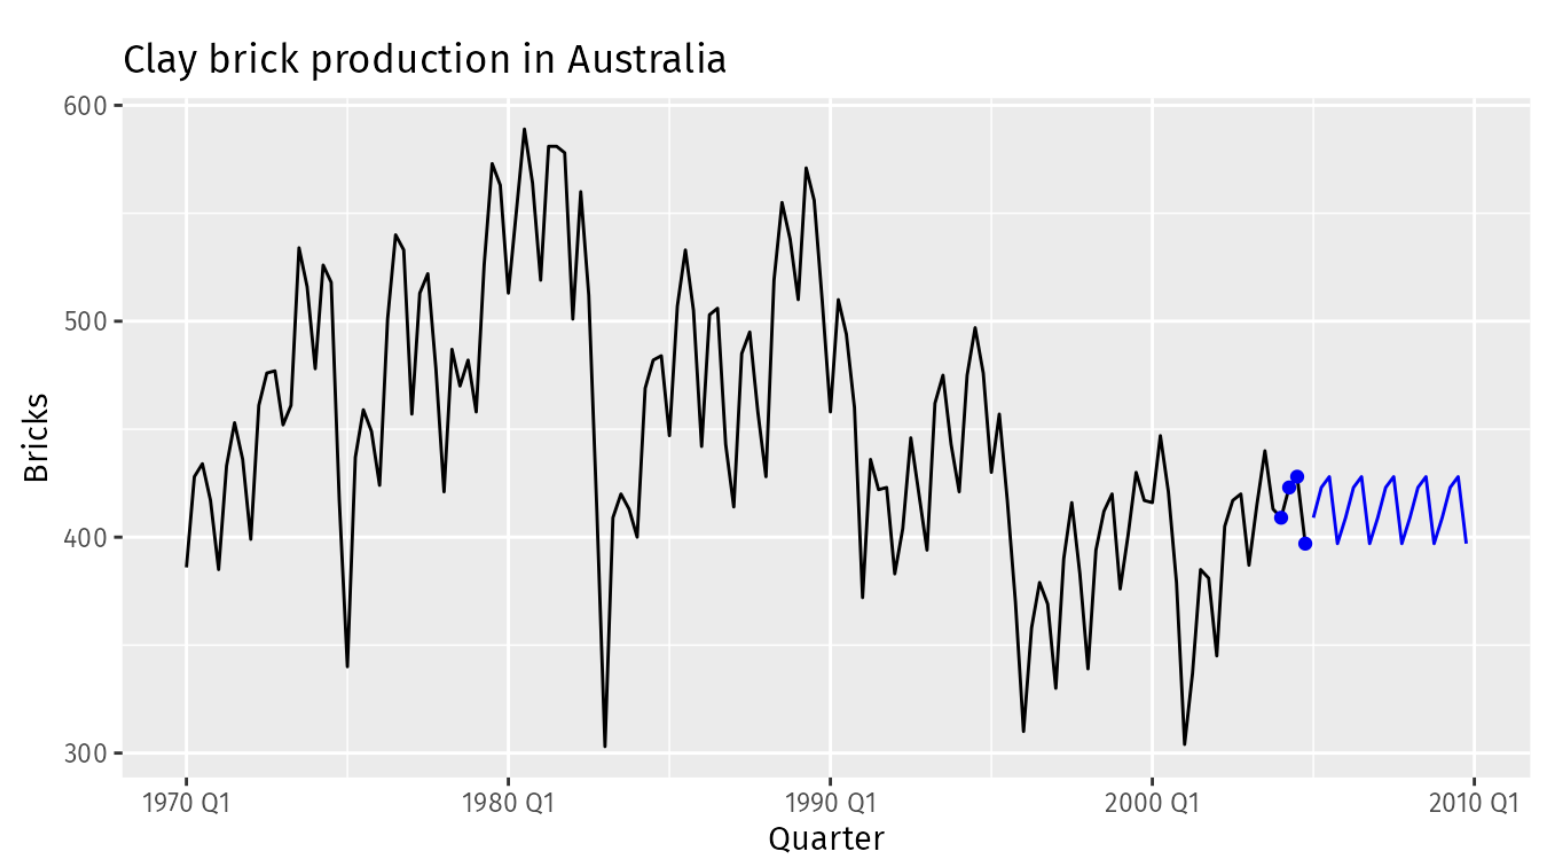 Clay brick production in Australia
600
500
400
300
Bricks
1970 Q1
1980 Q1
1990 Q1
2000 Q1
2010 Q1
Quarter